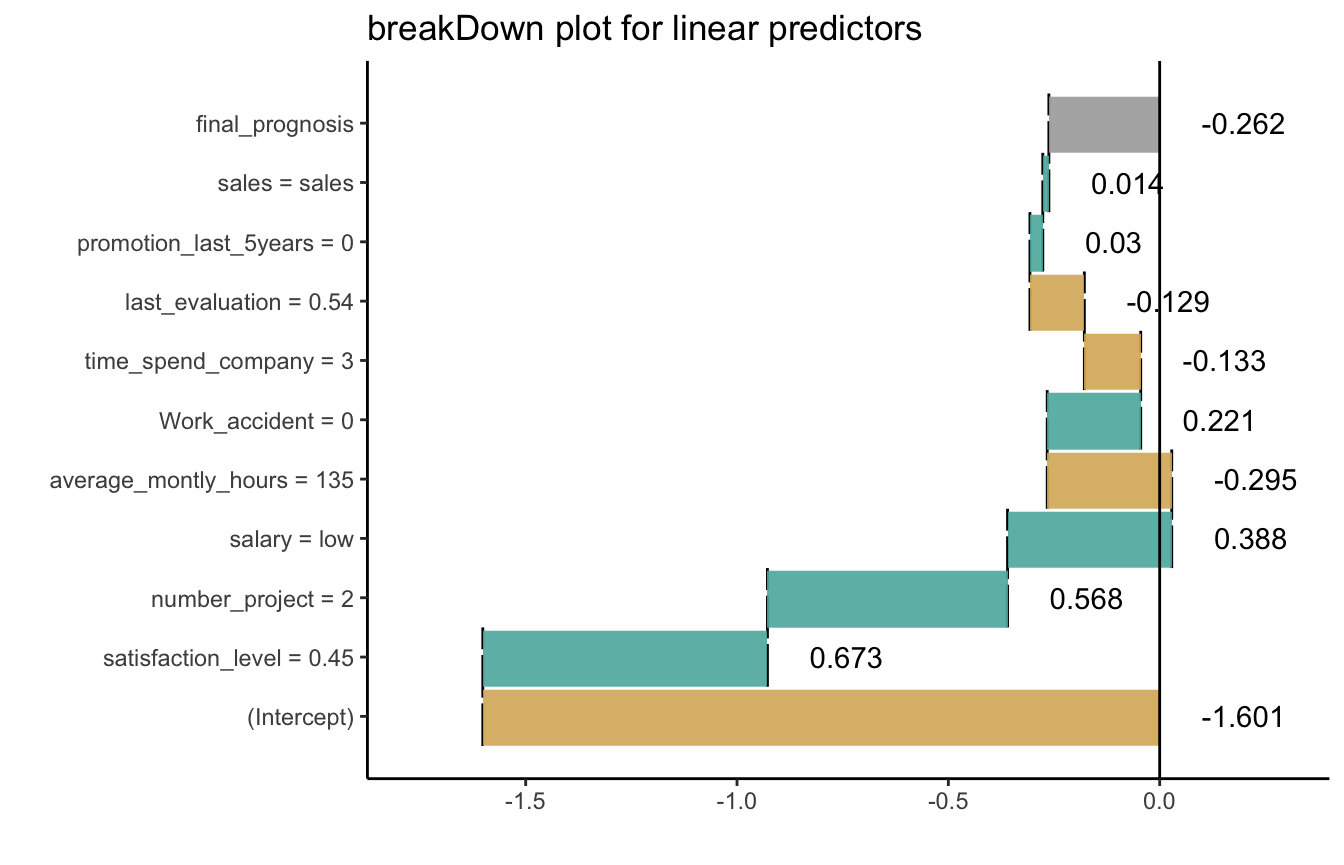 breakDown plot for linear predictors
final_prognosis -0.262
sales = sales 0.014
promotion_last_5years = 0 0.03
last_evaluation = 0.54 -0.129
time_spend_company = 3 -0.133
Work_accident = 0 0.221
average_montly_hours = 135 -0.295
salary = low 0.388
number_project = 2 0.568
satisfaction_level = 0.45 0.673
(Intercept) -1.601
-1.5 -1.0 -0.5 0.0